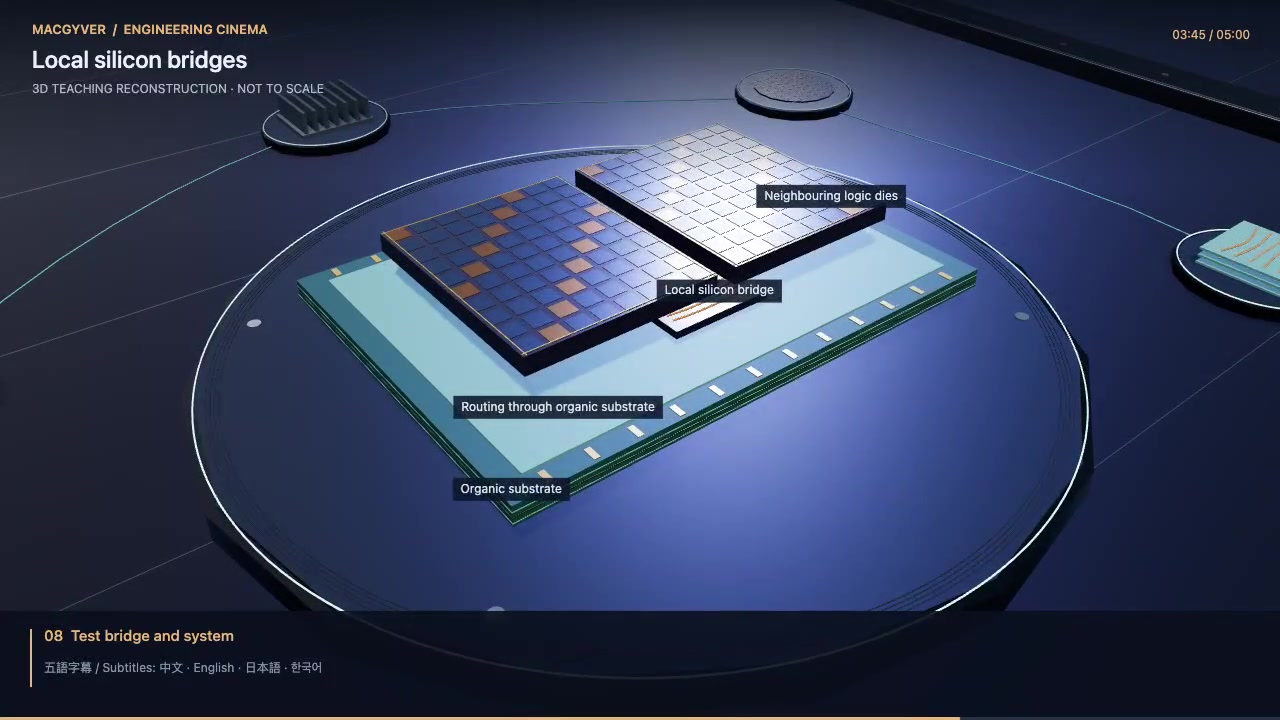 MACGYVER / ENGINEERING CINEMA
03:45 / 05:00
Local silicon bridges
3D TEACHING RECONSTRUCTION · NOT TO SCALE
Neighbouring logic dies
Local silicon bridge
Routing through organic substrate
Organic substrate
08 Test bridge and system
五語字幕 / Subtitles: 中文 · English · 日本語 · 한국어